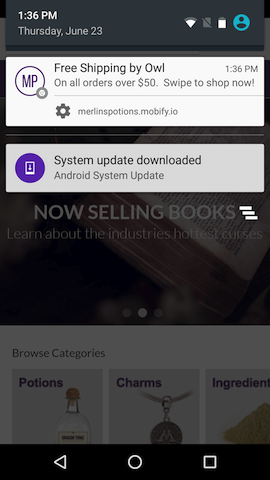 1:36 PM
Thursday, June 23
MP
Free Shipping by Owl
1:36 PM
On all orders over $50. Swipe to shop now!
merlinspotions.mobify.io
System update downloaded
Android System Update
NOW SELLING BOOKS
Learn about the industries hottest curses
Browse Categories
Potions
Charms
Ingredient